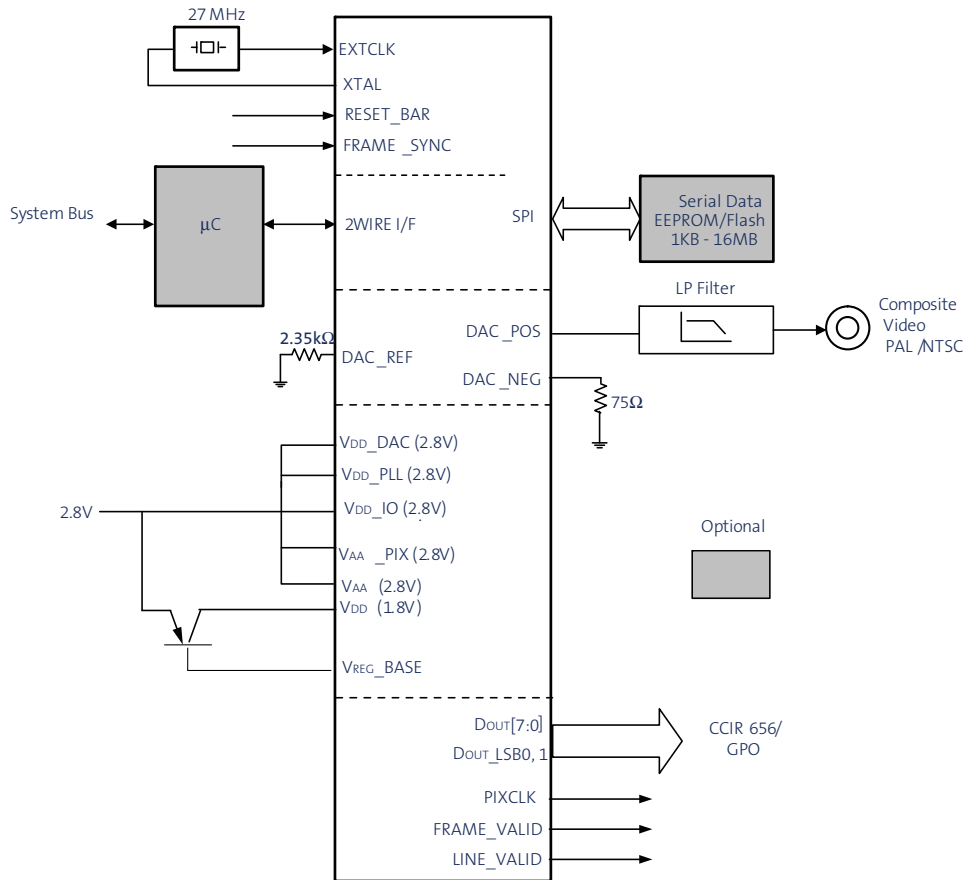 27 MHz
EXTCLK
XTAL
RESET_BAR
FRAME _SYNC
System Bus
µC
2WIRE I/F
SPI
Serial Data
EEPROM/Flash
1KB - 16MB
LP Filter
2.35kΩ
DAC_REF
DAC_POS
Composite
Video
PAL /NTSC
DAC _NEG
75Ω
VDD_DAC (2.8V)
VDD_PLL (2.8V)
2.8V
VDD_IO (2.8V)
VAA _PIX (2.8V)
VAA (2.8V)
VDD (1.8V)
Optional
VREG_BASE
DOUT[7:0]
DOUT_LSB0, 1
CCIR 656/
GPO
PIXCLK
FRAME_VALID
LINE_VALID